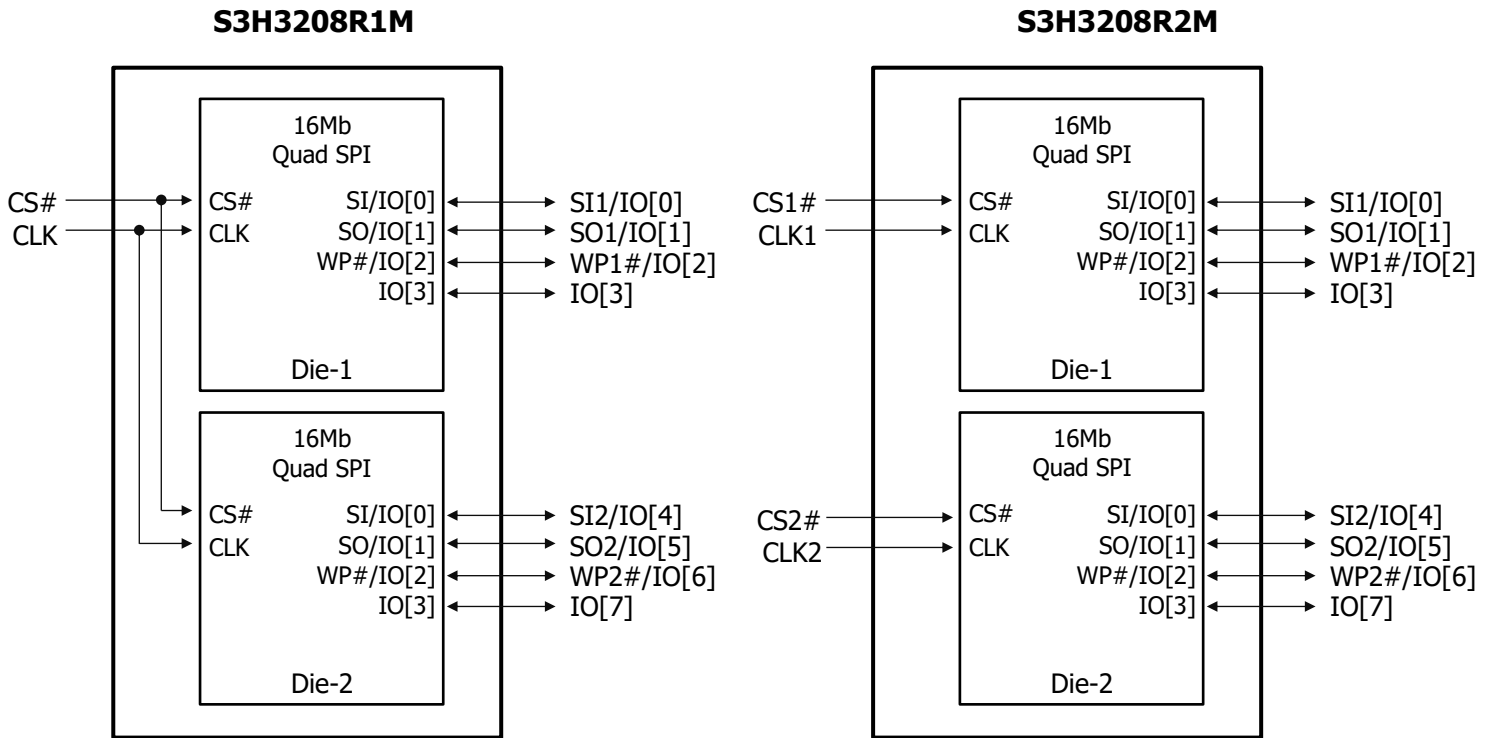 S3H3208R1M
16Mb
Quad SPI
CS#
CLK
CS#
CLK
SI/IO[0]
SO/IO[1]
WP#/IO[2]
IO[3]
SI1/IO[0]
SO1/IO[1]
WP1#/IO[2]
IO[3]
Die-1
16Mb
Quad SPI
CS#
CLK
SI/IO[0]
SO/IO[1]
WP#/IO[2]
IO[3]
SI2/IO[4]
SO2/IO[5]
WP2#/IO[6]
IO[7]
Die-2
S3H3208R2M
16Mb
Quad SPI
CS1#
CLK1
CS#
CLK
SI/IO[0]
SO/IO[1]
WP#/IO[2]
IO[3]
SI1/IO[0]
SO1/IO[1]
WP1#/IO[2]
IO[3]
Die-1
16Mb
Quad SPI
CS2#
CLK2
CS#
CLK
SI/IO[0]
SO/IO[1]
WP#/IO[2]
IO[3]
SI2/IO[4]
SO2/IO[5]
WP2#/IO[6]
IO[7]
Die-2